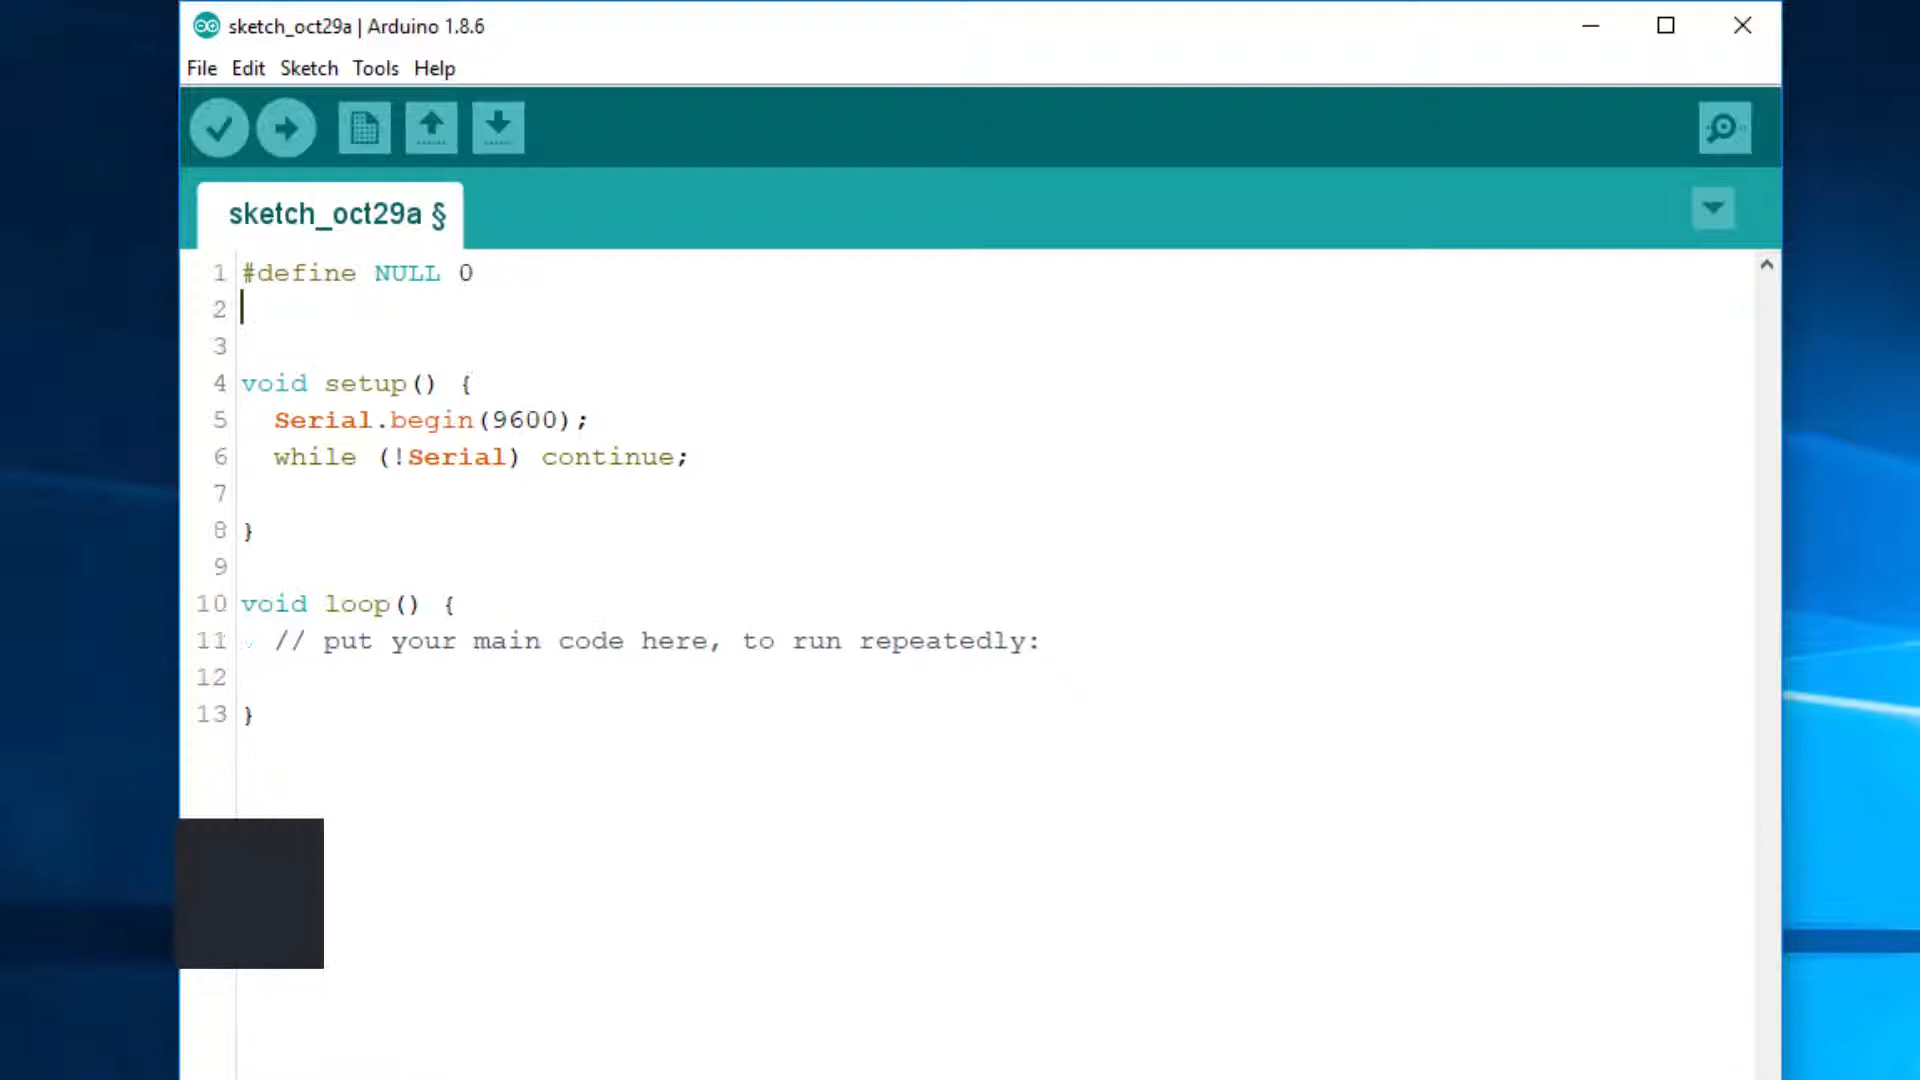 sketch_oct29a | Arduino 1.8.6
File Edit Sketch Tools Help
sketch_oct29a §
1 #define NULL 0
2
3
4 void setup() {
5 Serial.begin(9600);
6 while (!Serial) continue;
7
8 }
9
10 void loop() {
11 // put your main code here, to run repeatedly:
12
13 }